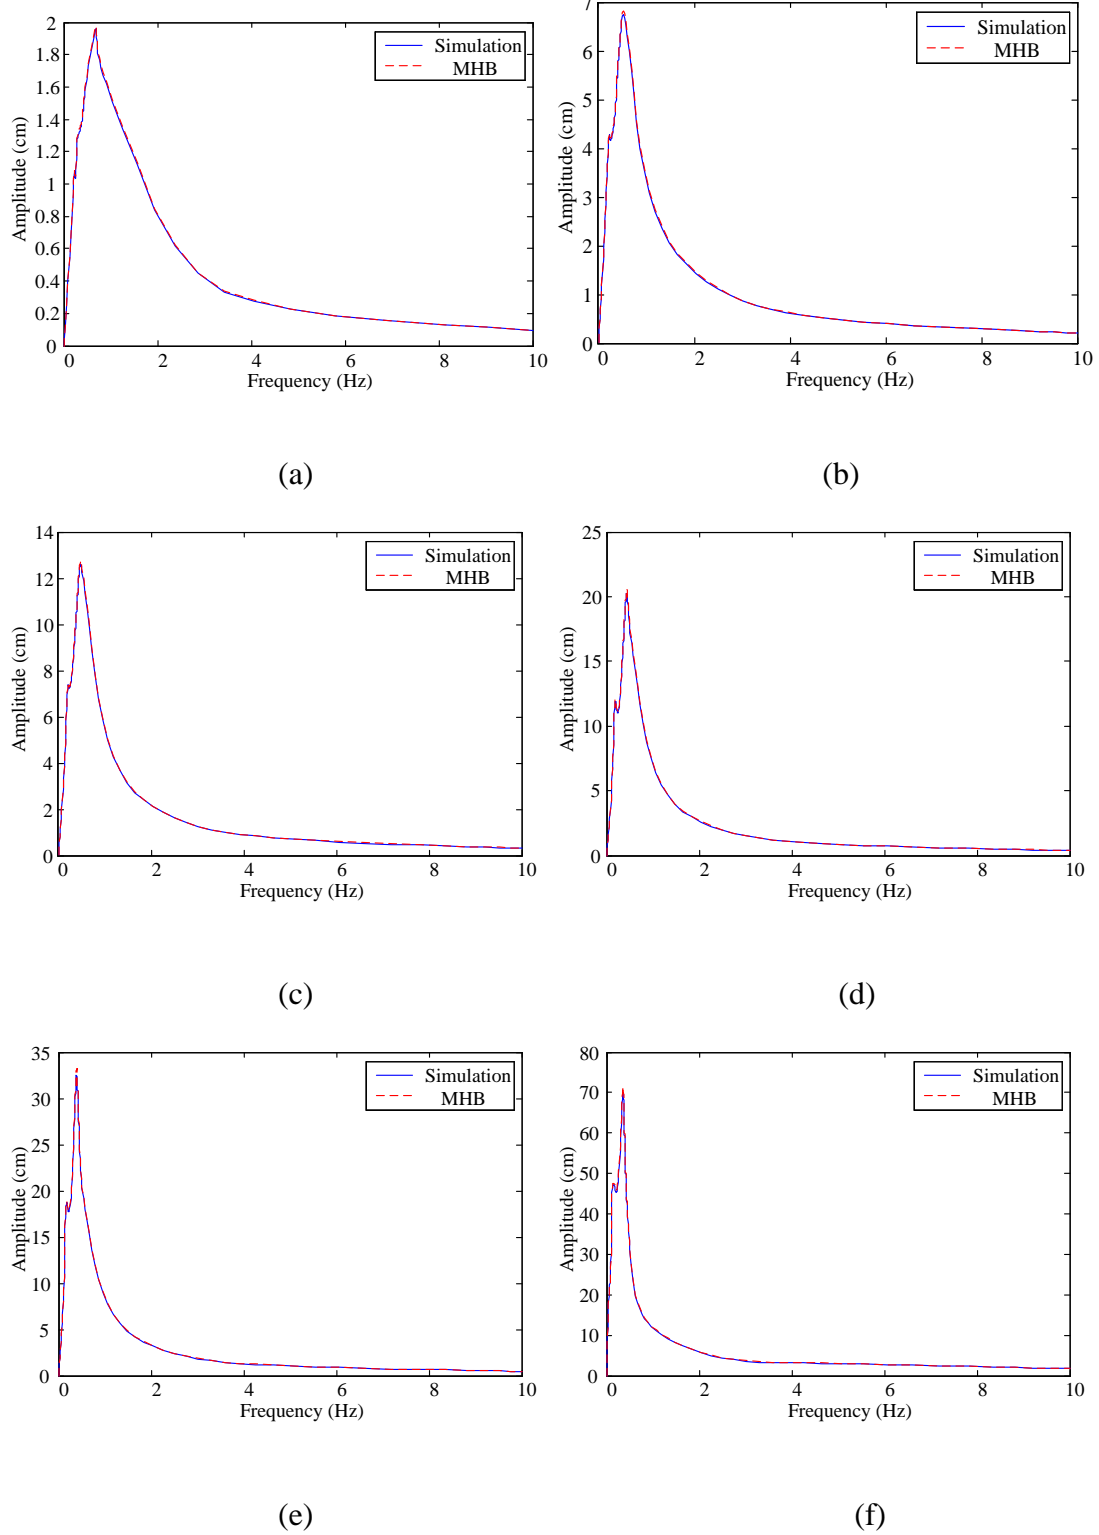 2
1.8
1.6
1.4
1.2
1
0.8
0.6
0.4
0.2
0
Amplitude (cm)
Simulation
MHB
0 2 4 6 8 10
Frequency (Hz)
(a)
7
6
5
4
3
2
1
0
Amplitude (cm)
Simulation
MHB
0 2 4 6 8 10
Frequency (Hz)
(b)
14
12
10
8
6
4
2
0
Amplitude (cm)
Simulation
MHB
0 2 4 6 8 10
Frequency (Hz)
(c)
25
20
15
10
5
0
Amplitude (cm)
Simulation
MHB
0 2 4 6 8 10
Frequency (Hz)
(d)
35
30
25
20
15
10
5
0
Amplitude (cm)
Simulation
MHB
0 2 4 6 8 10
Frequency (Hz)
(e)
80
70
60
50
40
30
20
10
0
Amplitude (cm)
Simulation
MHB
0 2 4 6 8 10
Frequency (Hz)
(f)